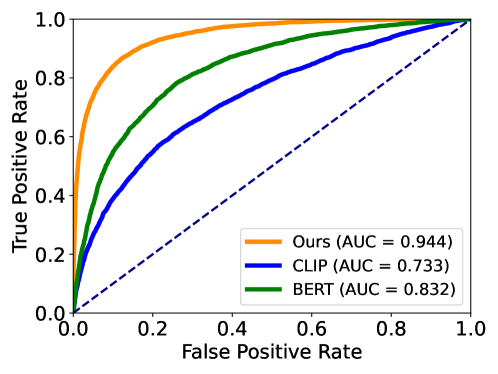 1.0
0.8
0.6
0.4
0.2
0.0
True Positive Rate
Ours (AUC = 0.944)
CLIP (AUC = 0.733)
BERT (AUC = 0.832)
0.0 0.2 0.4 0.6 0.8 1.0
False Positive Rate